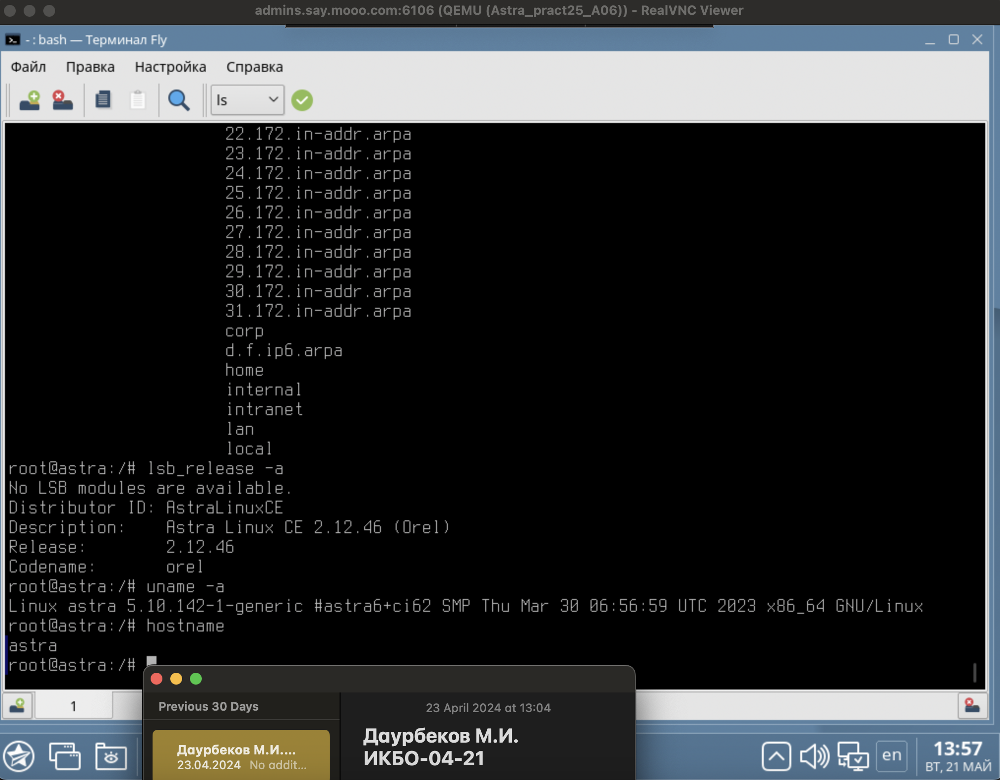 admins.say.mooo.com:6106 (QEMU (Astra_pract25_A06)) - RealVNC Viewer
- : bash — Терминал Fly
Файл Правка Настройка Справка
ls
22.172.in-addr.arpa
23.172.in-addr.arpa
24.172.in-addr.arpa
25.172.in-addr.arpa
26.172.in-addr.arpa
27.172.in-addr.arpa
28.172.in-addr.arpa
29.172.in-addr.arpa
30.172.in-addr.arpa
31.172.in-addr.arpa
corp
d.f.ip6.arpa
home
internal
intranet
lan
local
root@astra:/# lsb_release -a
No LSB modules are available.
Distributor ID: AstraLinuxCE
Description: Astra Linux CE 2.12.46 (Orel)
Release: 2.12.46
Codename: orel
root@astra:/# uname -a
Linux astra 5.10.142-1-generic #astra6+ci62 SMP Thu Mar 30 06:56:59 UTC 2023 x86_64 GNU/Linux
root@astra:/# hostname
astra
root@astra:/#
1
Previous 30 Days
Даурбеков М.И....
23.04.2024 No addit...
23 April 2024 at 13:04
Даурбеков М.И.
ИКБО-04-21
en
13:57
ВТ, 21 МАЙ